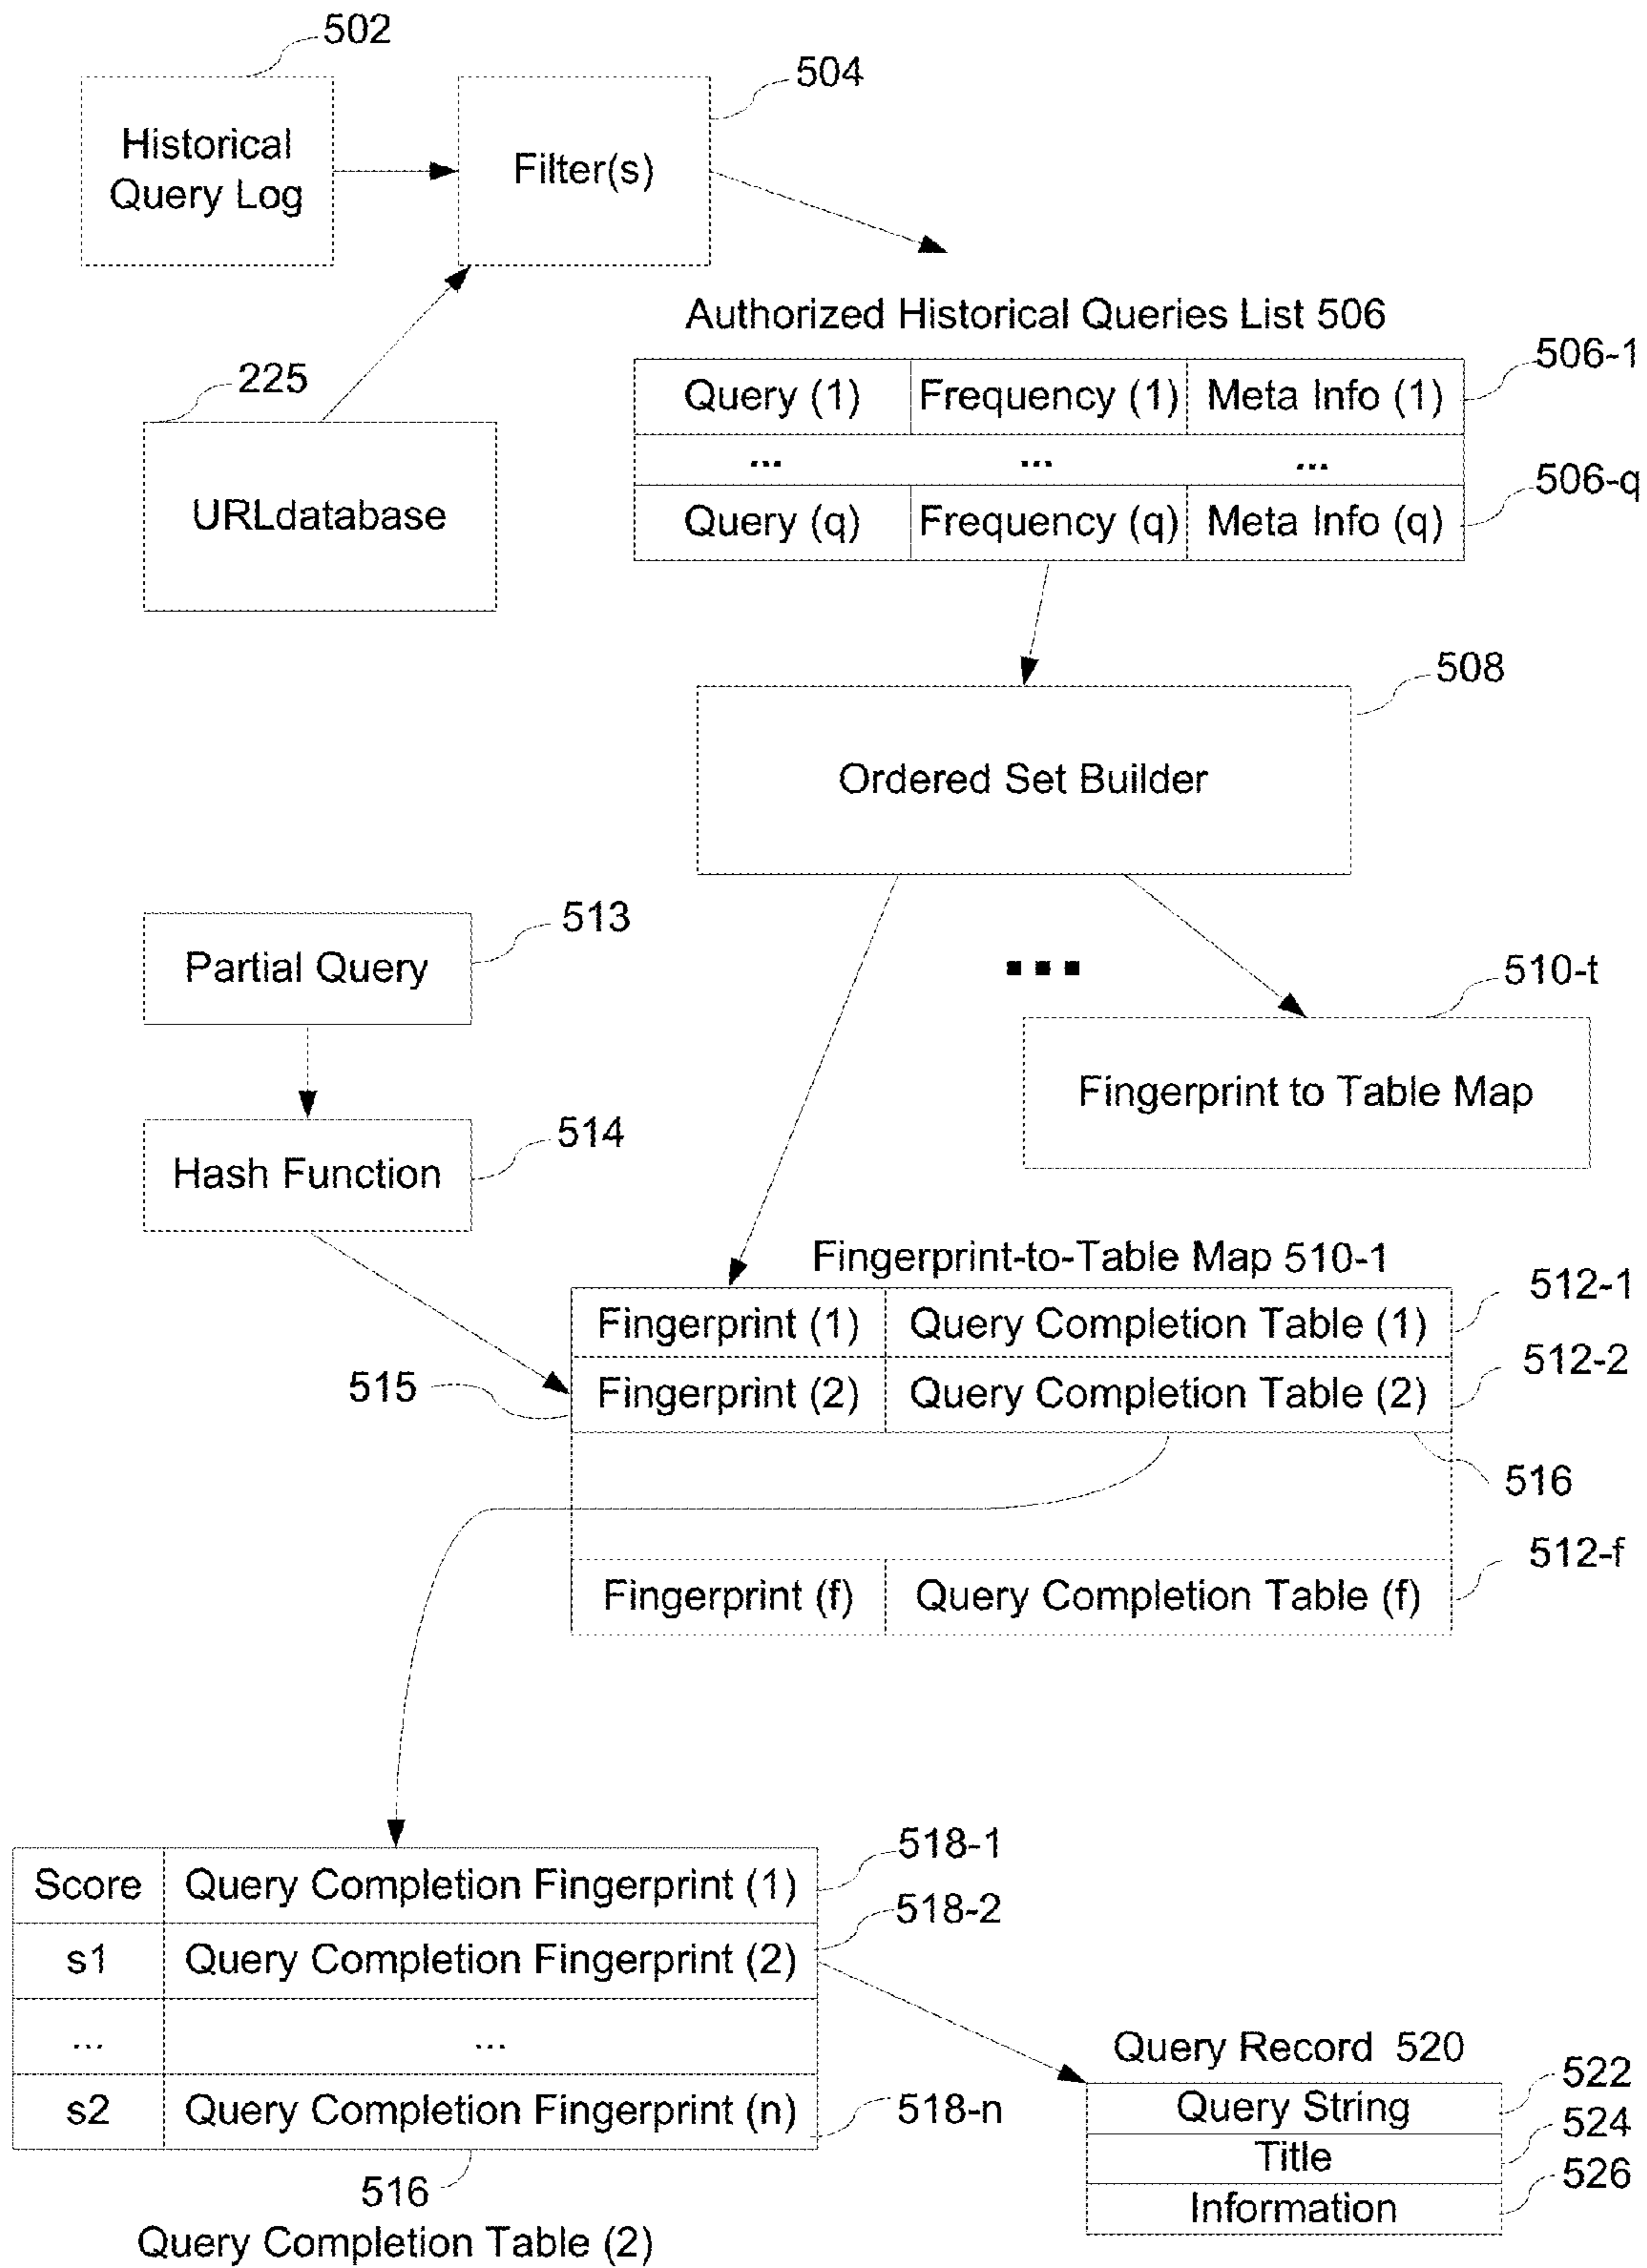 502
504
Historical
Query Log
Filter(s)
Authorized Historical Queries List 506
225
506-1
Query (1) Frequency (1) Meta Info (1)
... ... ...
506-q
URLdatabase
Query (q) Frequency (q) Meta Info (q)
508
Ordered Set Builder
513
Partial Query
...
510-t
Fingerprint to Table Map
514
Hash Function
Fingerprint-to-Table Map 510-1
512-1
Fingerprint (1) Query Completion Table (1)
512-2
515
Fingerprint (2) Query Completion Table (2)
516
512-f
Fingerprint (f) Query Completion Table (f)
518-1
Score Query Completion Fingerprint (1)
518-2
s1 Query Completion Fingerprint (2)
... ...
Query Record 520
522
s2 Query Completion Fingerprint (n)
518-n
Query String
524
Title
526
516
Information
Query Completion Table (2)